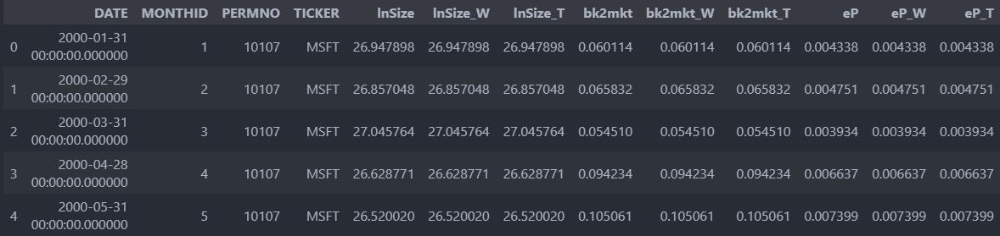 DATE MONTHID PERMNO TICKER lnSize lnSize_W lnSize_T bk2mkt bk2mkt_W bk2mkt_T eP eP_W eP_T
0 2000-01-31 00:00:00.000000 1 10107 MSFT 26.947898 26.947898 26.947898 0.060114 0.060114 0.060114 0.004338 0.004338 0.004338
1 2000-02-29 00:00:00.000000 2 10107 MSFT 26.857048 26.857048 26.857048 0.065832 0.065832 0.065832 0.004751 0.004751 0.004751
2 2000-03-31 00:00:00.000000 3 10107 MSFT 27.045764 27.045764 27.045764 0.054510 0.054510 0.054510 0.003934 0.003934 0.003934
3 2000-04-28 00:00:00.000000 4 10107 MSFT 26.628771 26.628771 26.628771 0.094234 0.094234 0.094234 0.006637 0.006637 0.006637
4 2000-05-31 00:00:00.000000 5 10107 MSFT 26.520020 26.520020 26.520020 0.105061 0.105061 0.105061 0.007399 0.007399 0.007399